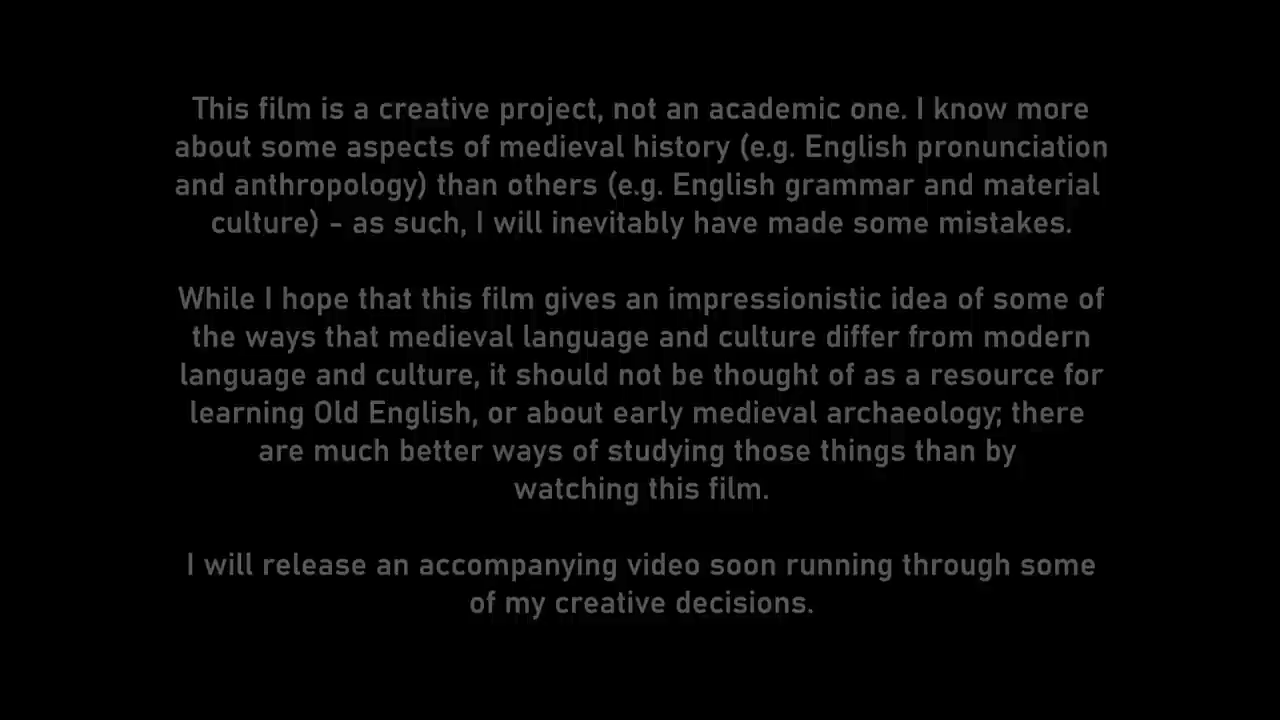 This film is a creative project, not an academic one. I know more
about some aspects of medieval history (e.g. English pronunciation
and anthropology) than others (e.g. English grammar and material
culture) - as such, I will inevitably have made some mistakes.
While I hope that this film gives an impressionistic idea of some of
the ways that medieval language and culture differ from modern
language and culture, it should not be thought of as a resource for
learning Old English, or about early medieval archaeology; there
are much better ways of studying those things than by
watching this film.
I will release an accompanying video soon running through some
of my creative decisions.